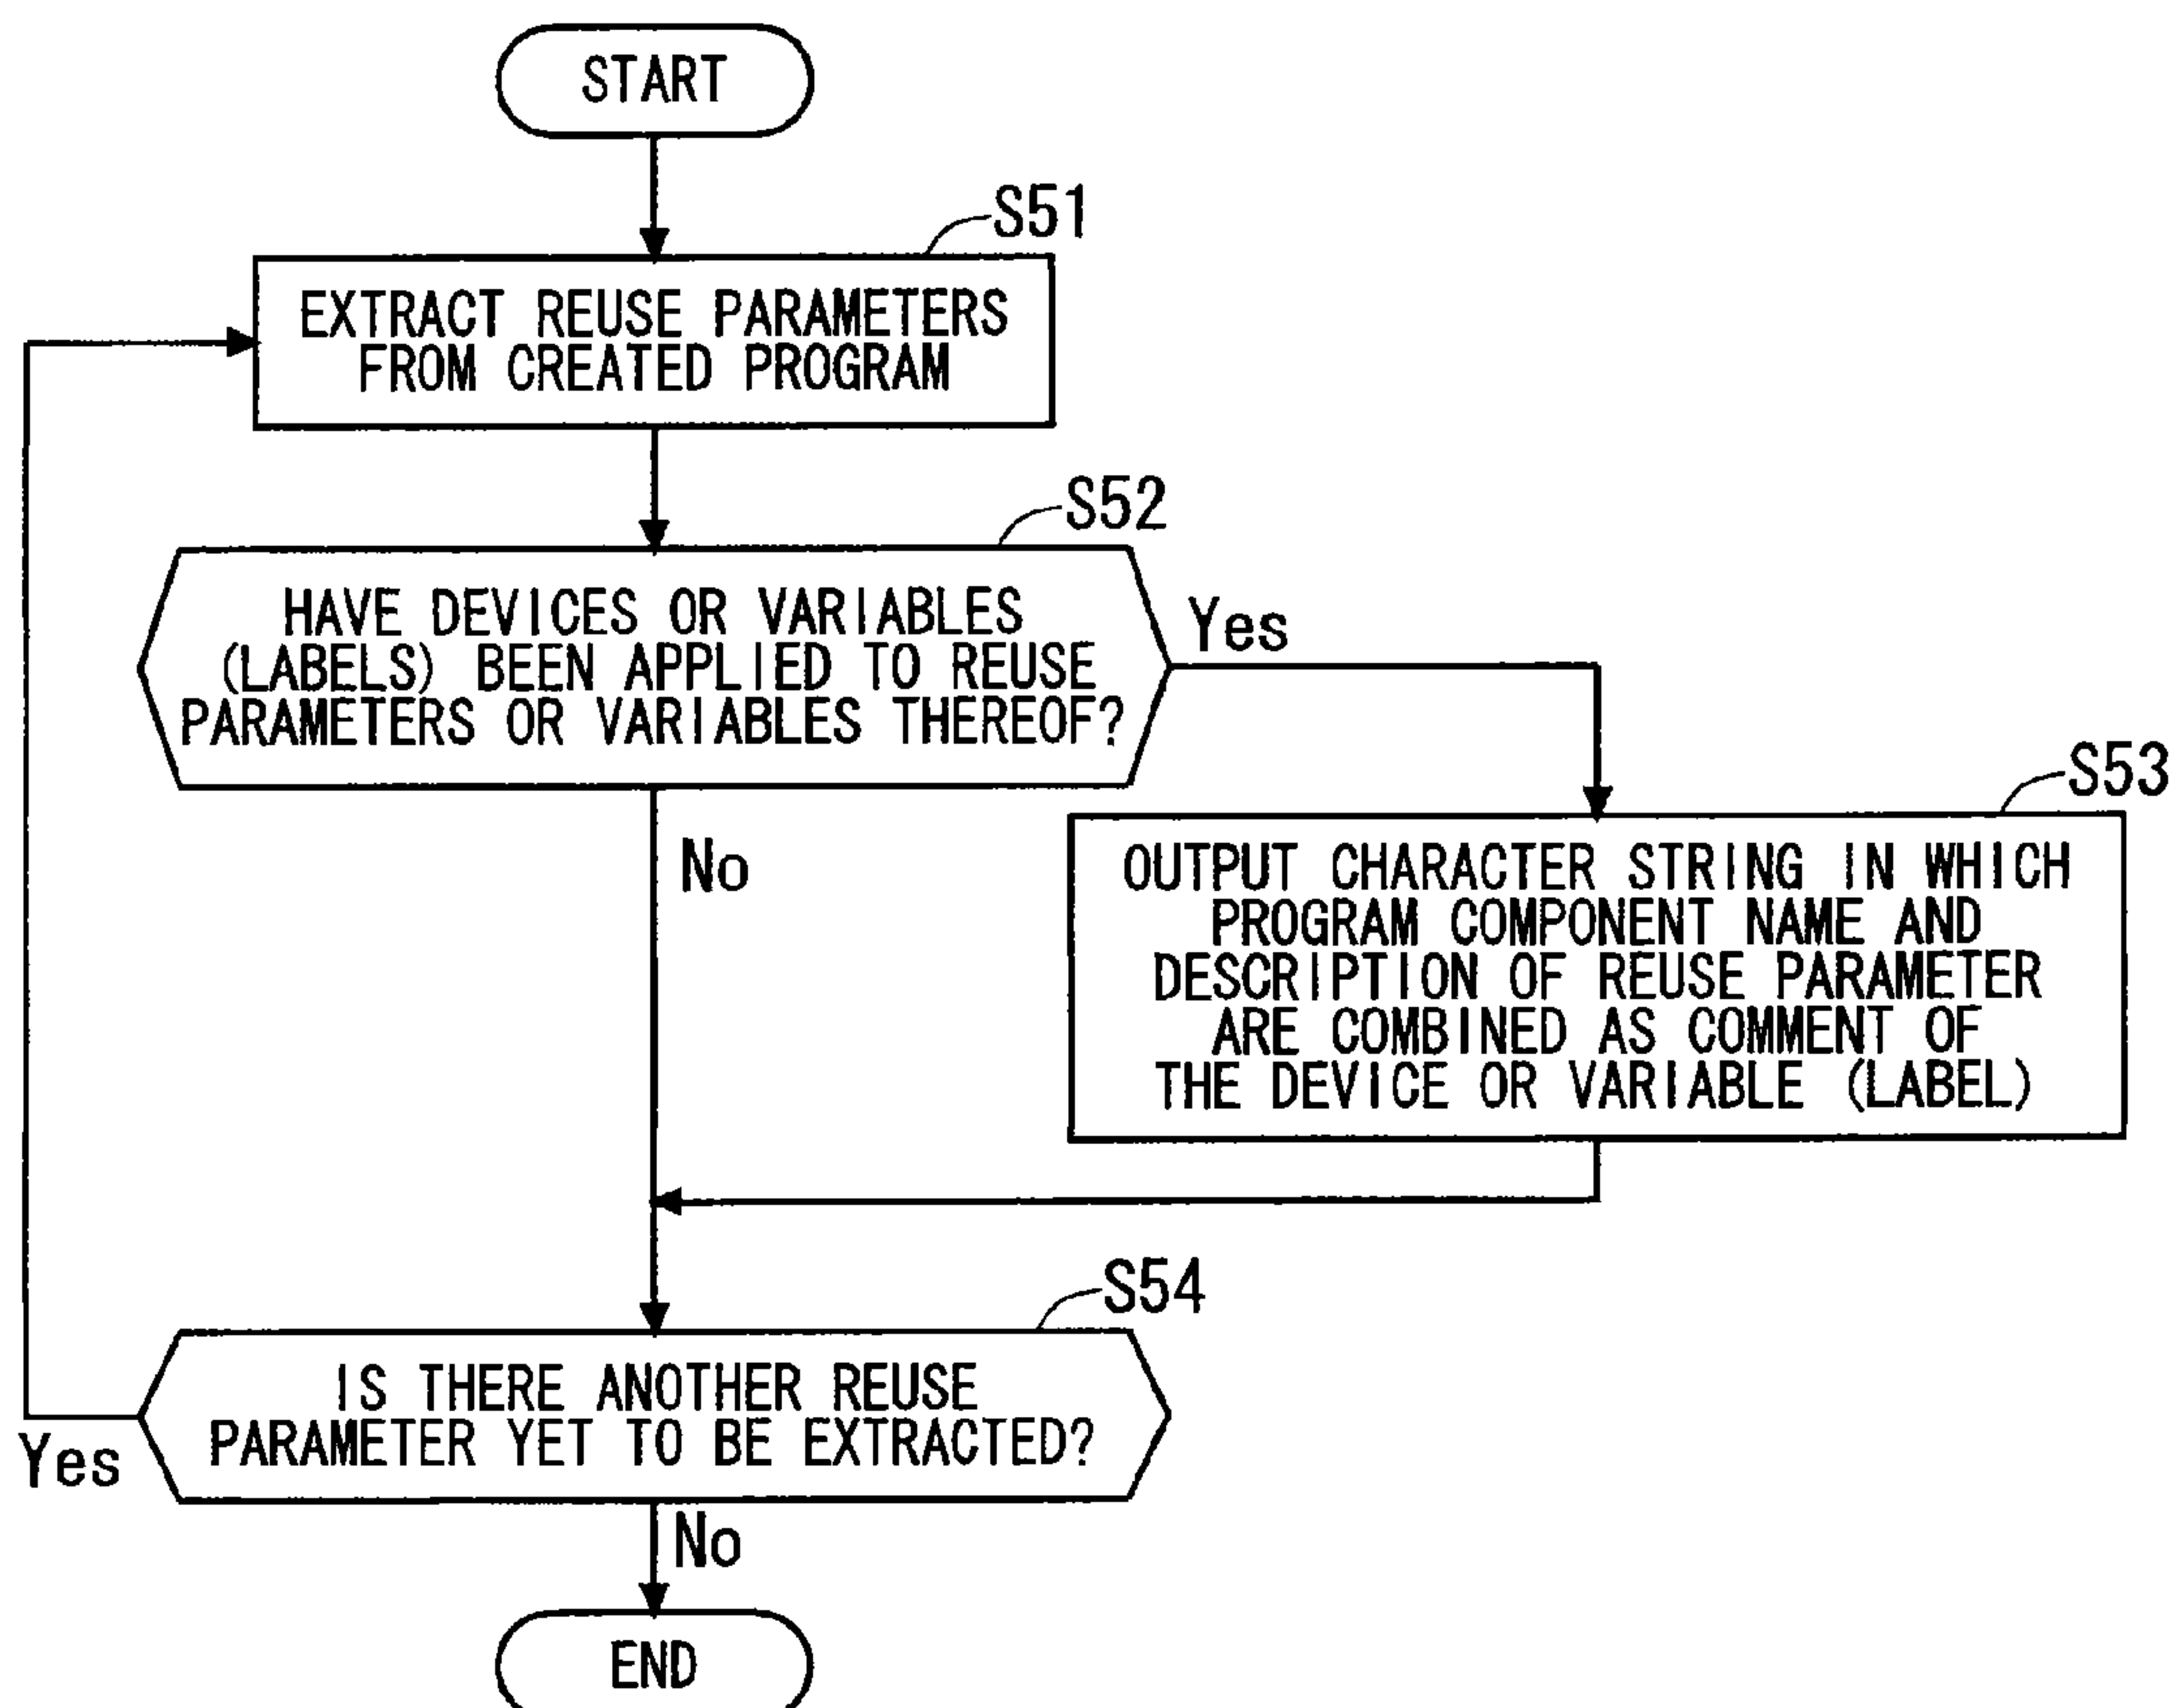 START
S51
EXTRACT REUSE PARAMETERS
FROM CREATED PROGRAM
S52
HAVE DEVICES OR VARIABLES
(LABELS) BEEN APPLIED TO REUSE
PARAMETERS OR VARIABLES THEREOF?
Yes
No
S53
OUTPUT CHARACTER STRING IN WHICH
PROGRAM COMPONENT NAME AND
DESCRIPTION OF REUSE PARAMETER
ARE COMBINED AS COMMENT OF
THE DEVICE OR VARIABLE (LABEL)
S54
IS THERE ANOTHER REUSE
PARAMETER YET TO BE EXTRACTED?
Yes
No
END